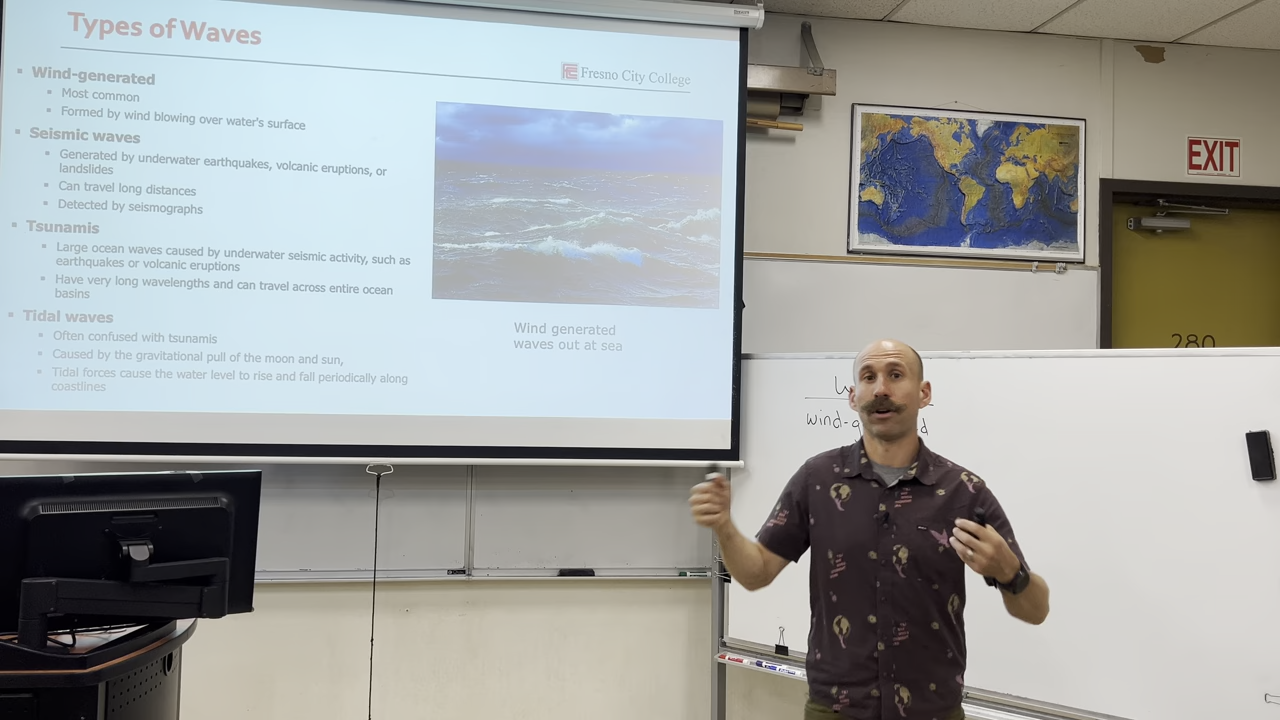 Types of Waves
Fresno City College
Wind-generated
Most common
Formed by wind blowing over water's surface
Seismic waves
Generated by underwater earthquakes, volcanic eruptions, or
landslides
Can travel long distances
Detected by seismographs
Tsunamis
Large ocean waves caused by underwater seismic activity, such as
earthquakes or volcanic eruptions
Have very long wavelengths and can travel across entire ocean
basins
Tidal waves
Often confused with tsunamis
Caused by the gravitational pull of the moon and sun,
Tidal forces cause the water level to rise and fall periodically along
coastlines
Wind generated
waves out at sea
EXIT
280